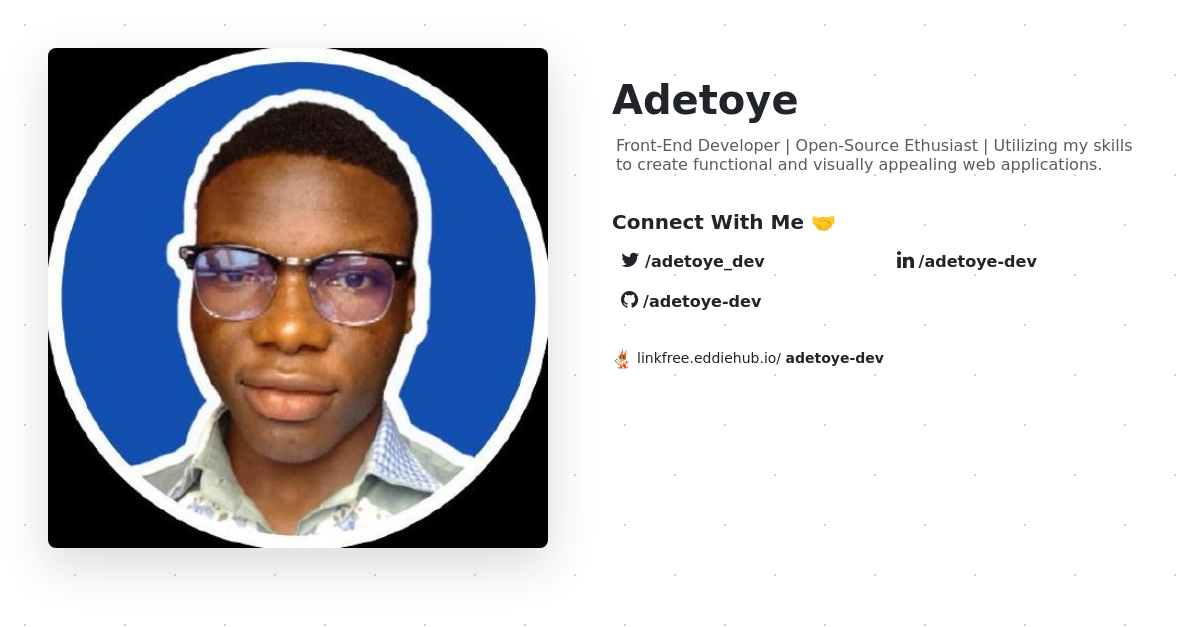 Adetoye
Front-End Developer | Open-Source Ethusiast | Utilizing my skills
to create functional and visually appealing web applications.
Connect With Me 🤝
/adetoye_dev
/adetoye-dev
/adetoye-dev
linkfree.eddiehub.io/ adetoye-dev